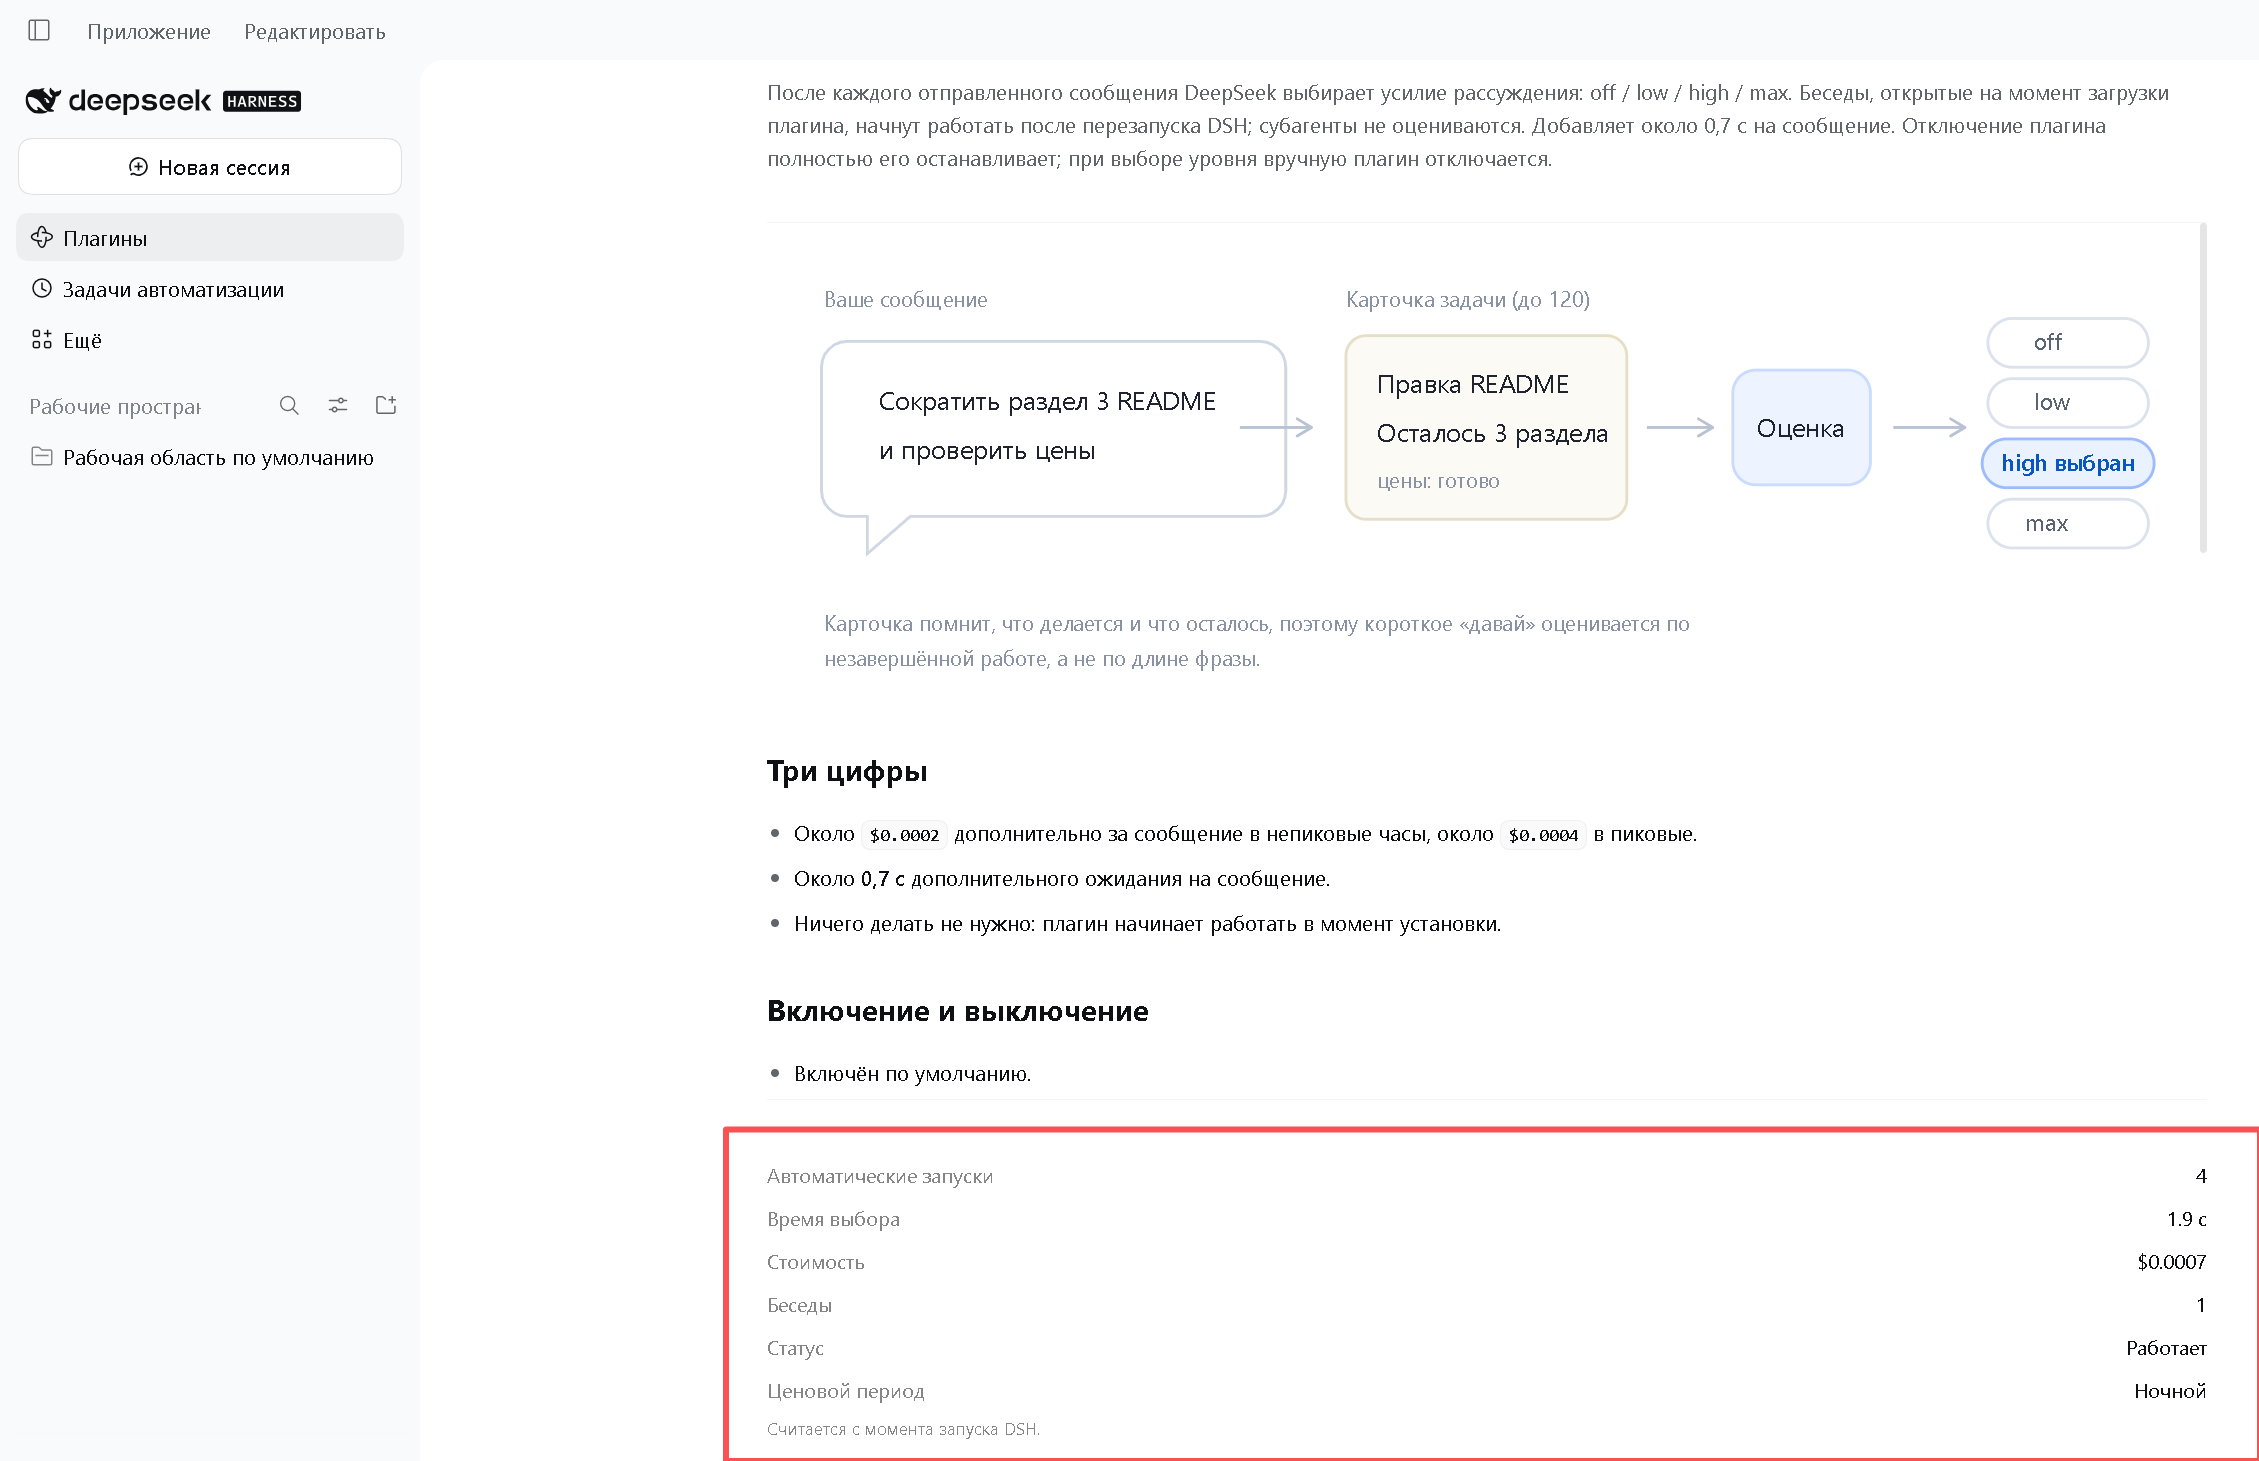 Приложение
Редактировать
deepseek HARNESS
Новая сессия
Плагины
Задачи автоматизации
Ещё
Рабочие простран
Рабочая область по умолчанию
После каждого отправленного сообщения DeepSeek выбирает усилие рассуждения: off / low / high / max. Беседы, открытые на момент загрузки
плагина, начнут работать после перезапуска DSH; субагенты не оцениваются. Добавляет около 0,7 с на сообщение. Отключение плагина
полностью его останавливает; при выборе уровня вручную плагин отключается.
Ваше сообщение
Сократить раздел 3 README
и проверить цены
Карточка задачи (до 120)
Правка README
Осталось 3 раздела
цены: готово
Оценка
off
low
high выбран
max
Карточка помнит, что делается и что осталось, поэтому короткое «давай» оценивается по
незавершённой работе, а не по длине фразы.
Три цифры
Около $0.0002 дополнительно за сообщение в непиковые часы, около $0.0004 в пиковые.
Около 0,7 с дополнительного ожидания на сообщение.
Ничего делать не нужно: плагин начинает работать в момент установки.
Включение и выключение
Включён по умолчанию.
Автоматические запуски 4
Время выбора 1.9 с
Стоимость $0.0007
Беседы 1
Статус Работает
Ценовой период Ночной
Считается с момента запуска DSH.